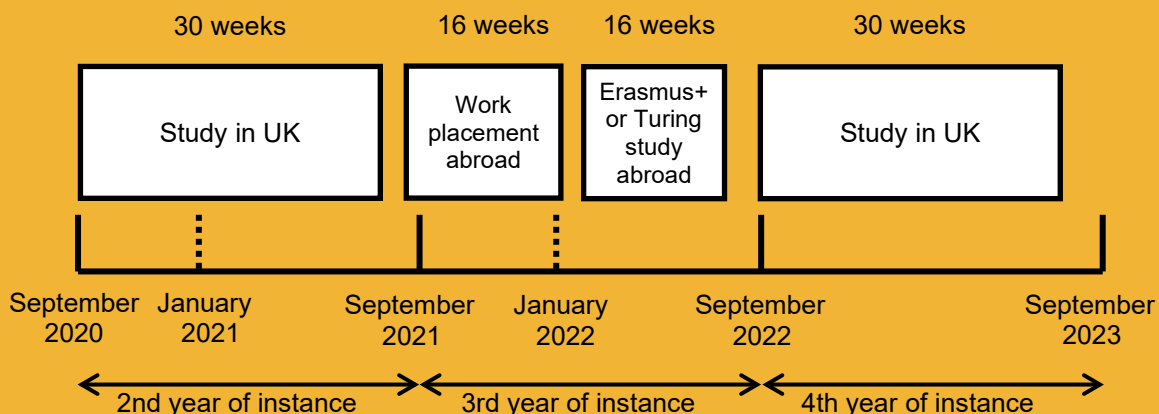 30 weeks
16 weeks
16 weeks
30 weeks
Study in UK
Work
placement
abroad
Erasmus+
or Turing
study
abroad
Study in UK
September
2020
January
2021
September
2021
January
2022
September
2022
September
2023
2nd year of instance
3rd year of instance
4th year of instance